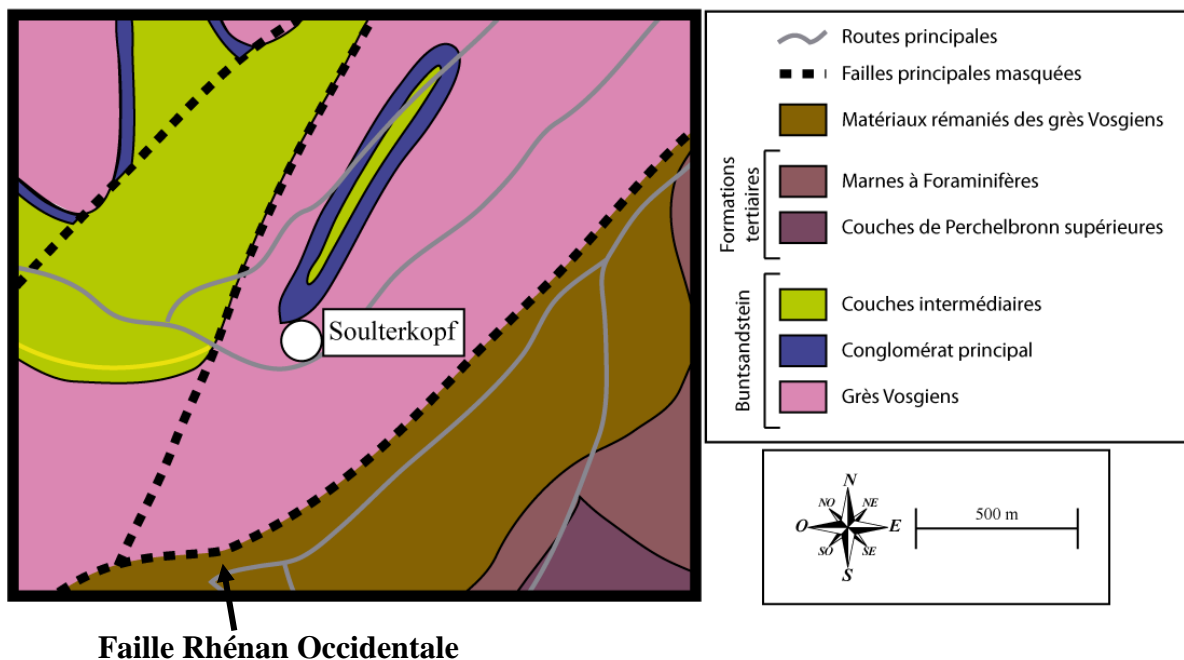 Soulterkopf
Faille Rhénan Occidentale
Routes principales
Failles principales masquées
Matériaux rémaniés des grès Vosgiens
Formations
tertiaires
Marnes à Foraminifères
Couches de Perchelbronn supérieures
Buntsandstein
Couches intermédiaires
Conglomérat principal
Grès Vosgiens
N
NO
NE
O
E
SO
SE
S
500 m